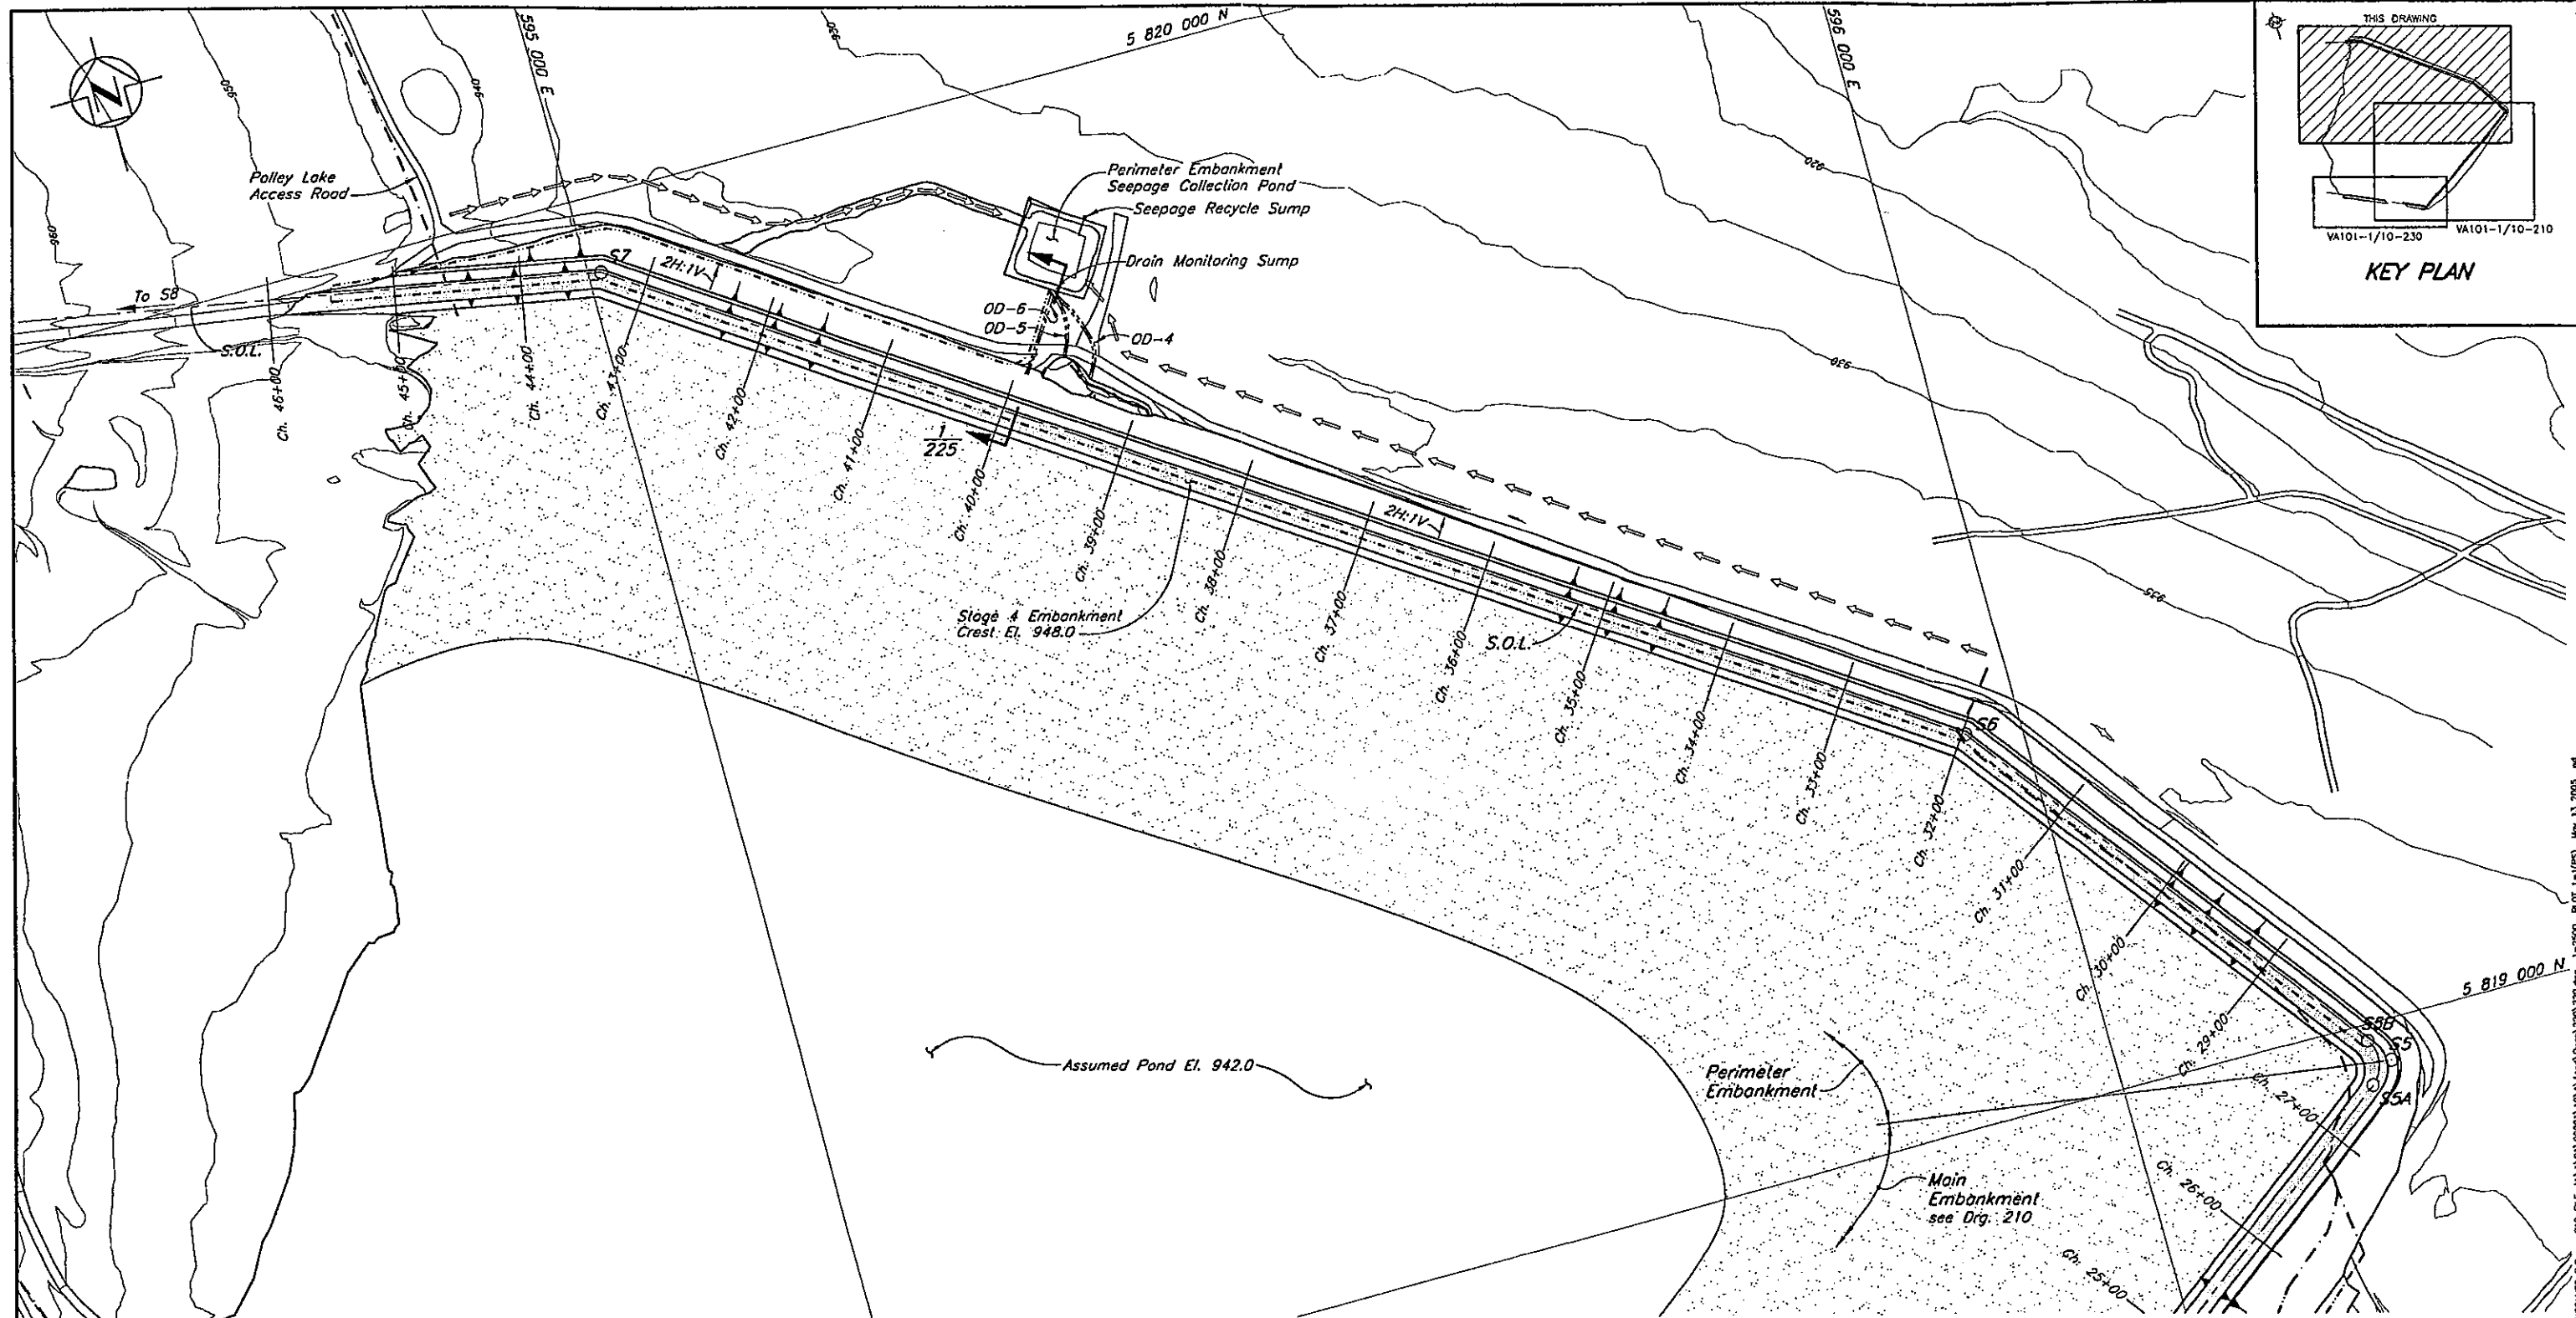 THIS DRAWING
VA101-1/10-230
VA101-1/10-210
KEY PLAN
N
5 820 000 N
595 000 E
596 000 E
5 819 000 N
930
950
940
960
920
930
935
Polley Lake
Access Road
Perimeter Embankment
Seepage Collection Pond
Seepage Recycle Sump
Drain Monitoring Sump
OD-6
OD-5
OD-4
To S8
S.O.L.
S7
2H:1V
Ch. 46+00
Ch. 45+00
Ch. 44+00
Ch. 43+00
Ch. 42+00
Ch. 41+00
Ch. 40+00
Ch. 39+00
Ch. 38+00
Ch. 37+00
Ch. 36+00
Ch. 35+00
Ch. 34+00
Ch. 33+00
Ch. 32+00
Ch. 31+00
Ch. 30+00
Ch. 29+00
Ch. 27+00
Ch. 26+00
Ch. 25+00
1
225
2H:1V
Stage 4 Embankment
Crest El. 948.0
S.O.L.
S6
S5B
S5
S5A
Assumed Pond El. 942.0
Perimeter
Embankment
Main
Embankment
see Drg. 210